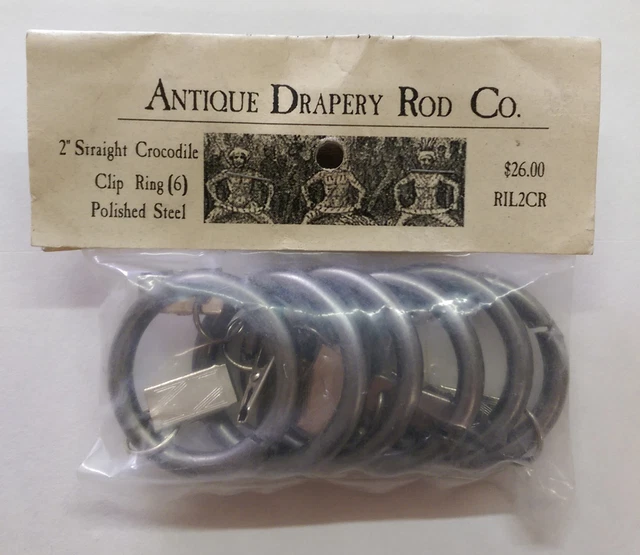 Antique Drapery Rod Co.
2" Straight Crocodile
Clip Ring (6)
Polished Steel
$26.00
RIL2CR